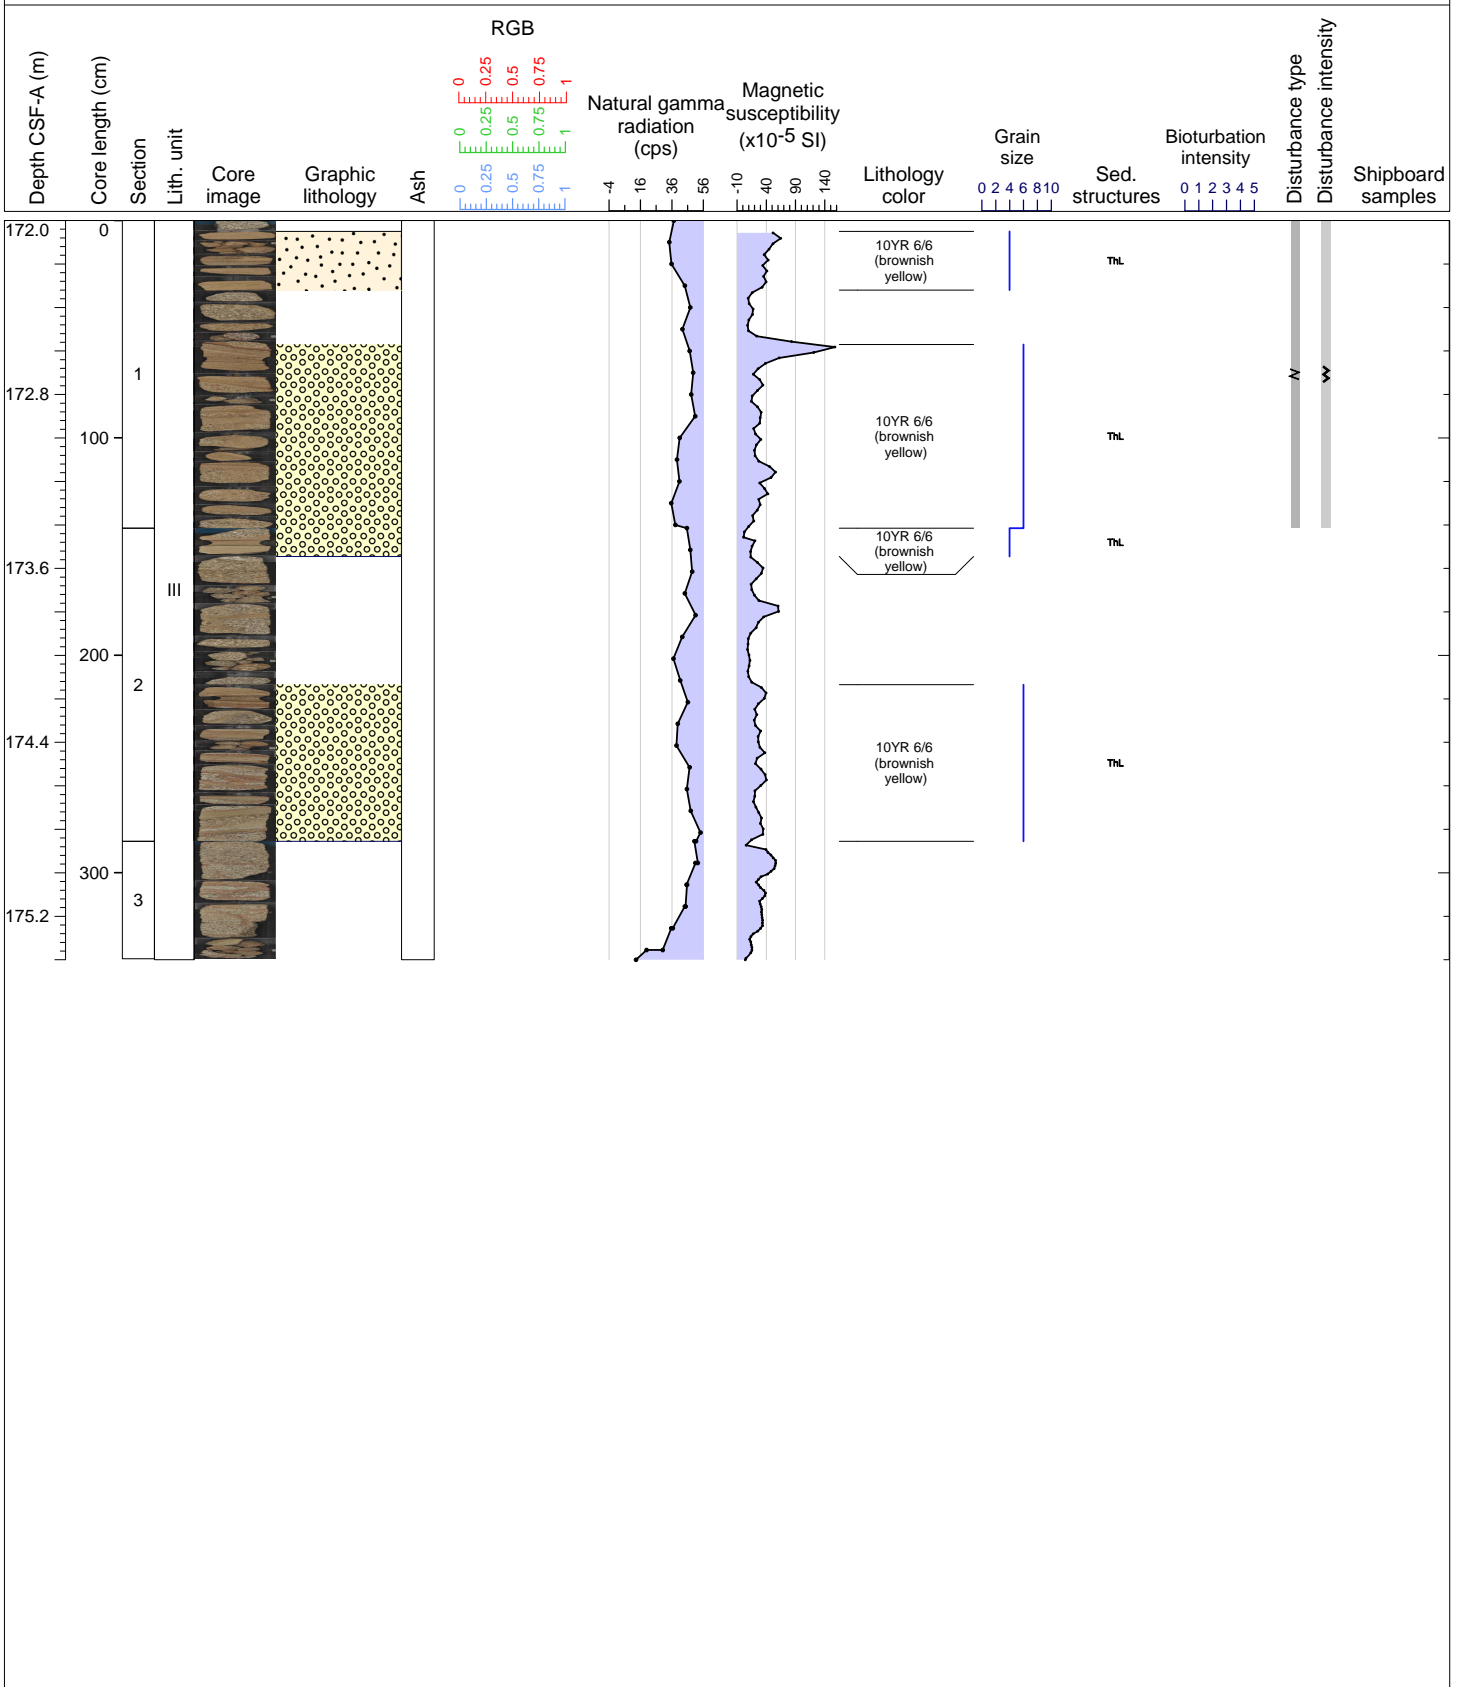 Depth CSF-A (m)
Core length (cm)
Section
Lith. unit
Core
image
Graphic
lithology
Ash
RGB
0 0.25 0.5 0.75 1
0 0.25 0.5 0.75 1
0 0.25 0.5 0.75 1
Natural gamma
radiation
(cps)
-4 16 36 56
Magnetic
susceptibility
(x10-5 SI)
-10 40 90 140
Lithology
color
Grain
size
0 2 4 6 8 10
Sed.
structures
Bioturbation
intensity
0 1 2 3 4 5
Disturbance type
Disturbance intensity
Shipboard
samples
172.0
172.8
173.6
174.4
175.2
0
100
200
300
1
2
3
III
10YR 6/6
(brownish
yellow)
ThL
10YR 6/6
(brownish
yellow)
ThL
10YR 6/6
(brownish
yellow)
ThL
10YR 6/6
(brownish
yellow)
ThL